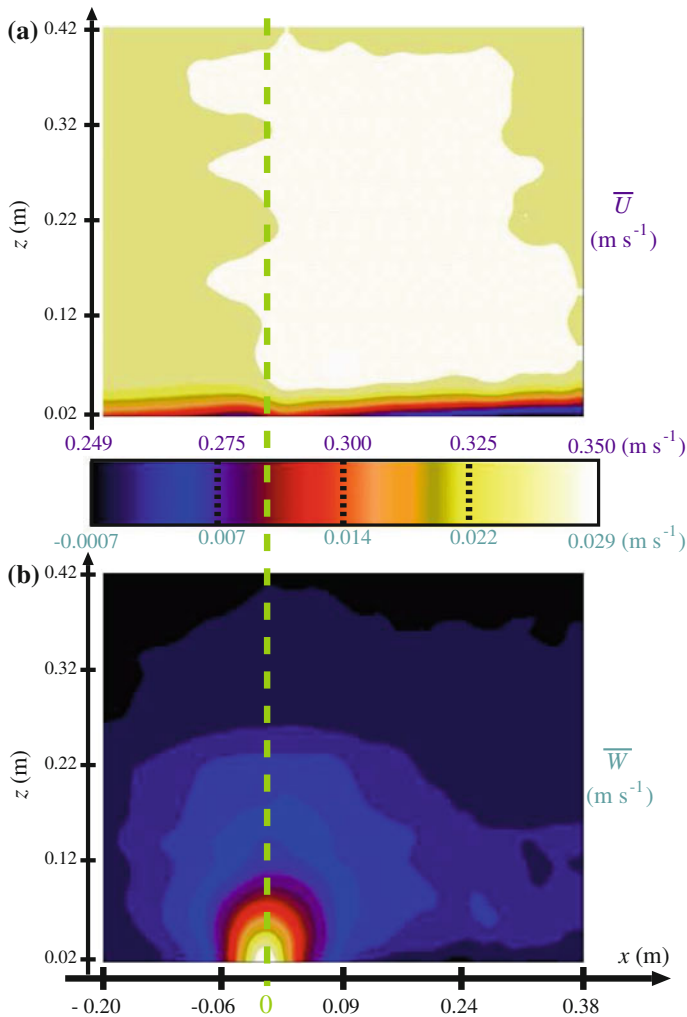 (a)
0.42
0.32
0.22
0.12
0.02
z (m)
U
(m s -1)
0.249 0.275 0.300 0.325 0.350 (m s -1)
-0.0007 0.007 0.014 0.022 0.029 (m s -1)
(b)
0.42
0.32
0.22
0.12
0.02
z (m)
W
(m s -1)
x (m)
- 0.20 -0.06 0 0.09 0.24 0.38